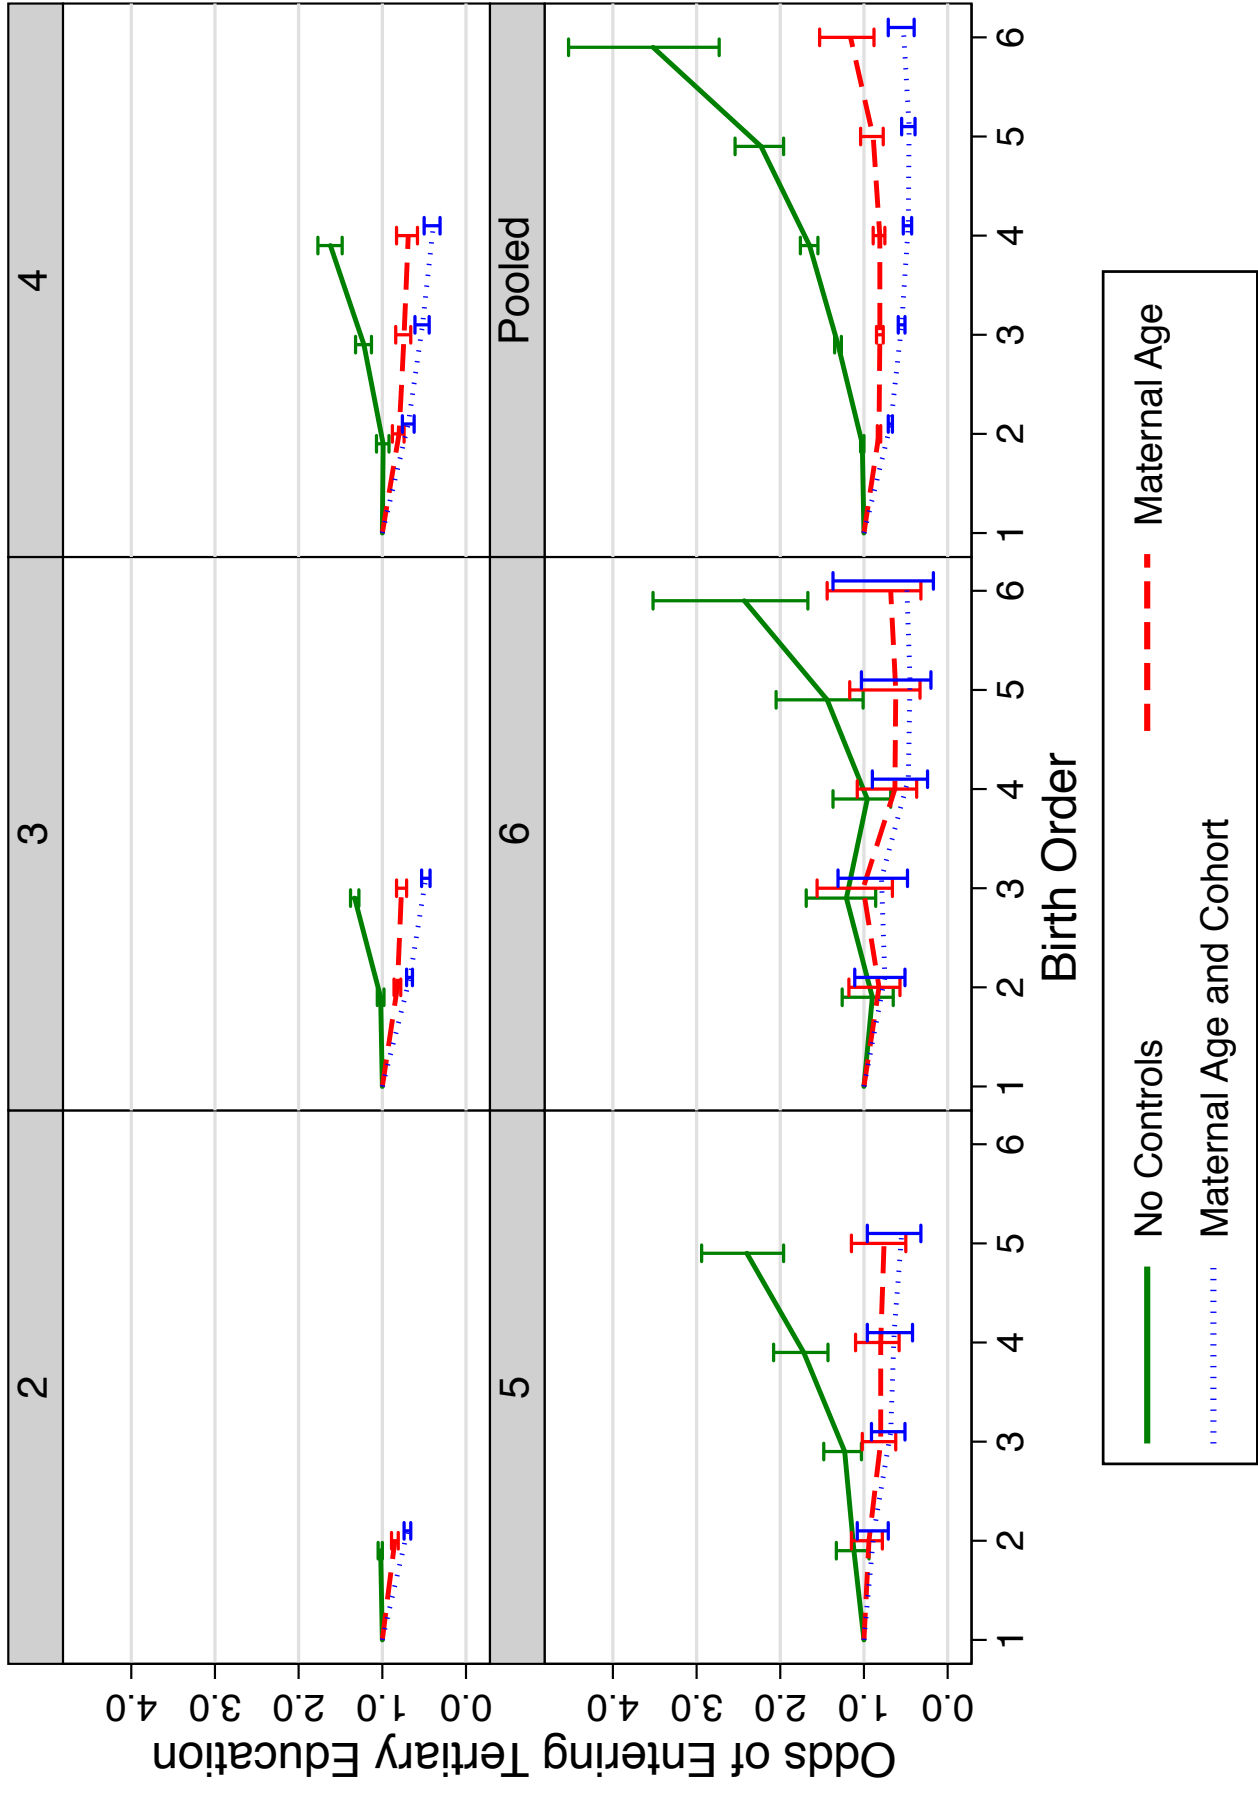 2
3
4
4.0
3.0
2.0
1.0
0.0
5
6
Pooled
4.0
3.0
2.0
1.0
0.0
1 2 3 4 5 6
1 2 3 4 5 6
1 2 3 4 5 6
Odds of Entering Tertiary Education
Birth Order
No Controls
Maternal Age
Maternal Age and Cohort